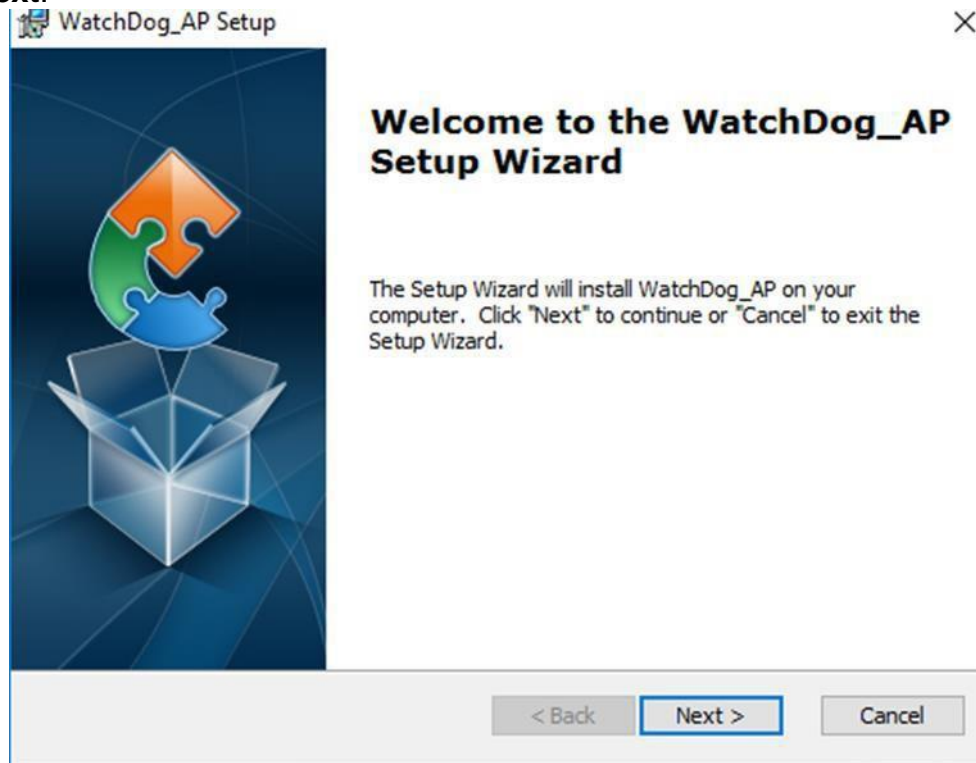 WatchDog_AP Setup
Welcome to the WatchDog_AP
Setup Wizard
The Setup Wizard will install WatchDog_AP on your
computer. Click "Next" to continue or "Cancel" to exit the
Setup Wizard.
< Back Next > Cancel